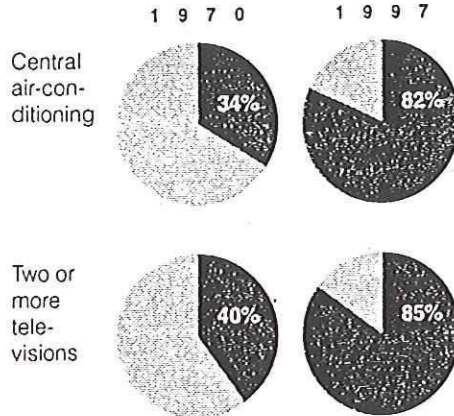 1 9 7 0
1 9 9 7
Central
air-con-
ditioning
34%
82%
Two or
more
tele-
visions
40%
85%